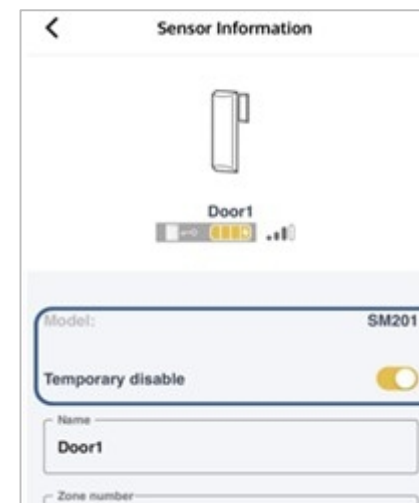 Sensor Information
Door1
Model: SM201
Temporary disable
Name
Door1
Zone number